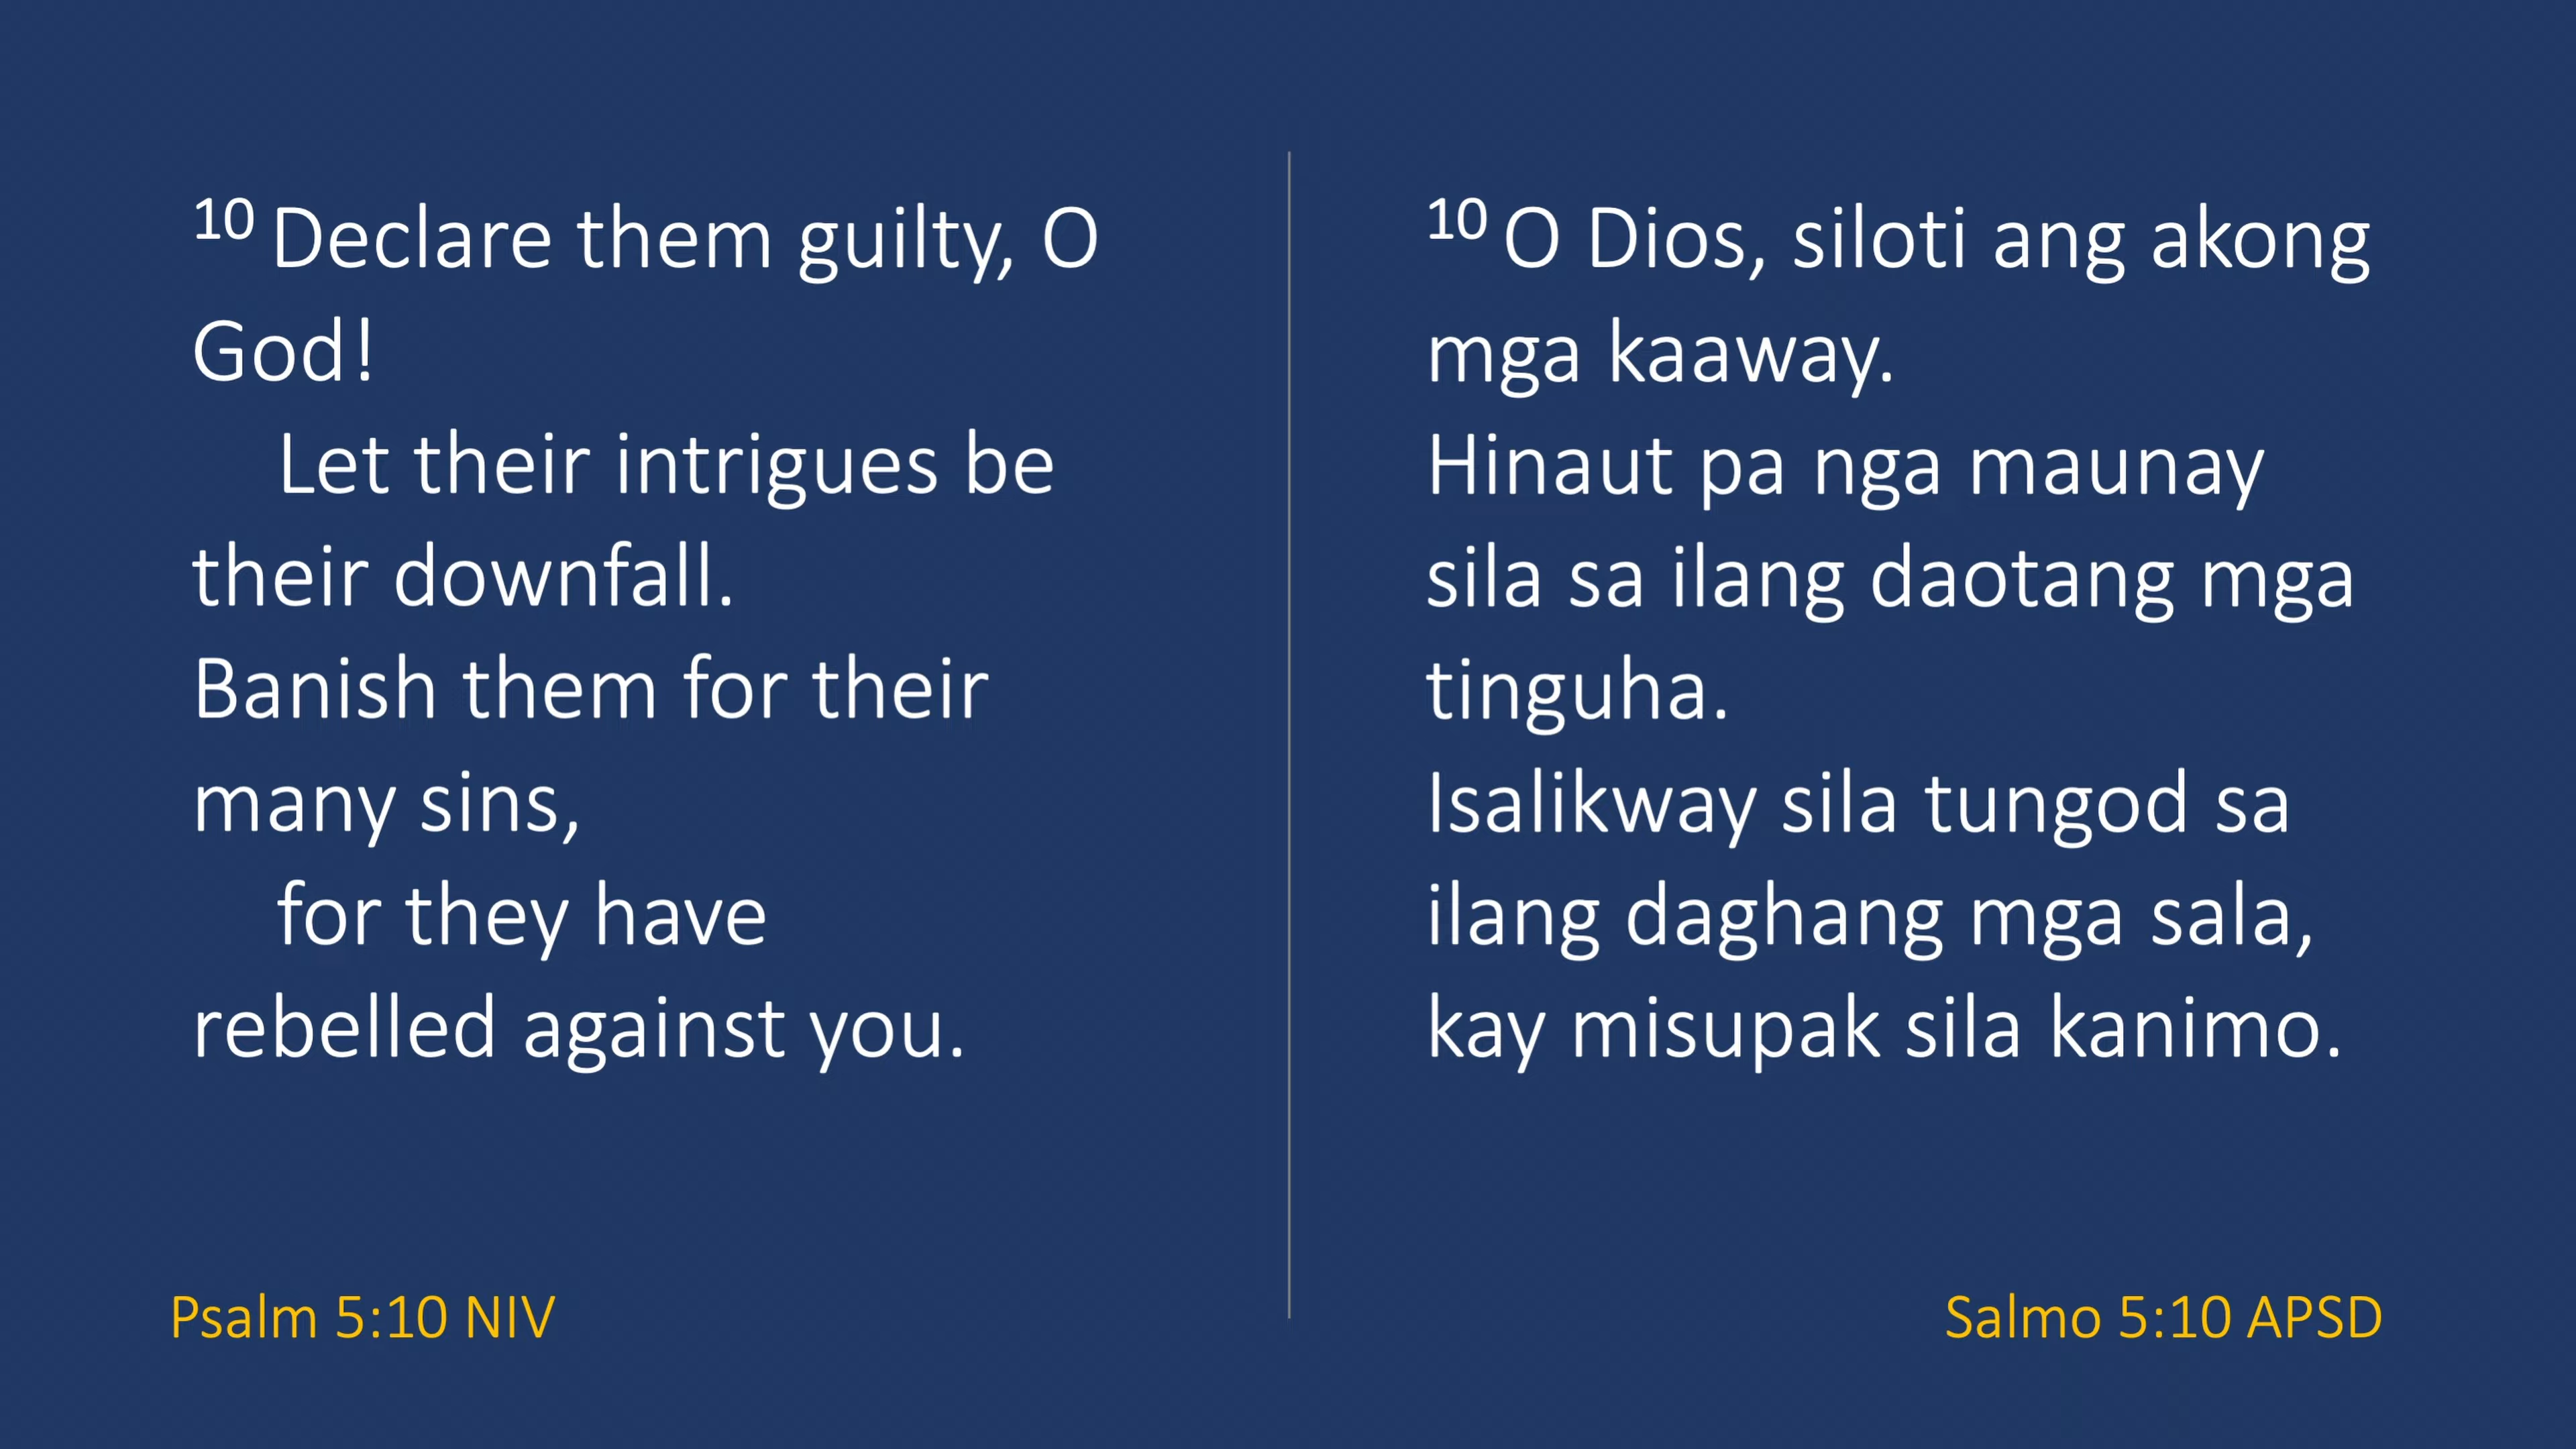 10 Declare them guilty, O
God!
Let their intrigues be
their downfall.
Banish them for their
many sins,
for they have
rebelled against you.
Psalm 5:10 NIV
10 O Dios, siloti ang akong
mga kaaway.
Hinaut pa nga maunay
sila sa ilang daotang mga
tinguha.
Isalikway sila tungod sa
ilang daghang mga sala,
kay misupak sila kanimo.
Salmo 5:10 APSD